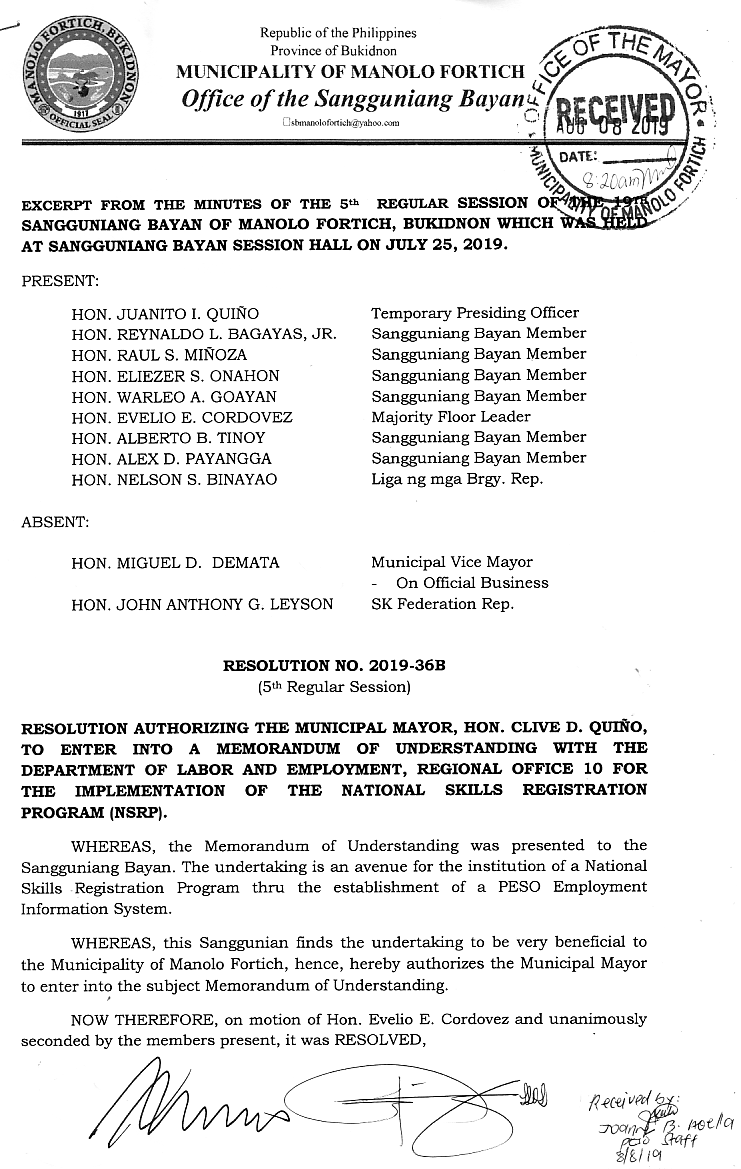 Republic of the Philippines
Province of Bukidnon
MUNICIPALITY OF MANOLO FORTICH
Office of the Sangguniang Bayan
sbmanolofortich@yahoo.com
MANOLO FORTICH, BUKIDNON
1917
OFFICIAL SEAL
OFFICE OF THE MAYOR
RECEIVED
AUG 08 2019
DATE:
8:20am
MUNICIPALITY OF MANOLO FORTICH
EXCERPT FROM THE MINUTES OF THE 5th REGULAR SESSION OF THE 19th
SANGGUNIANG BAYAN OF MANOLO FORTICH, BUKIDNON WHICH WAS HELD
AT SANGGUNIANG BAYAN SESSION HALL ON JULY 25, 2019.
PRESENT:
HON. JUANITO I. QUIÑO Temporary Presiding Officer
HON. REYNALDO L. BAGAYAS, JR. Sangguniang Bayan Member
HON. RAUL S. MIÑOZA Sangguniang Bayan Member
HON. ELIEZER S. ONAHON Sangguniang Bayan Member
HON. WARLEO A. GOAYAN Sangguniang Bayan Member
HON. EVELIO E. CORDOVEZ Majority Floor Leader
HON. ALBERTO B. TINOY Sangguniang Bayan Member
HON. ALEX D. PAYANGGA Sangguniang Bayan Member
HON. NELSON S. BINAYAO Liga ng mga Brgy. Rep.
ABSENT:
HON. MIGUEL D. DEMATA Municipal Vice Mayor
- On Official Business
HON. JOHN ANTHONY G. LEYSON SK Federation Rep.
RESOLUTION NO. 2019-36B
(5th Regular Session)
RESOLUTION AUTHORIZING THE MUNICIPAL MAYOR, HON. CLIVE D. QUIÑO,
TO ENTER INTO A MEMORANDUM OF UNDERSTANDING WITH THE
DEPARTMENT OF LABOR AND EMPLOYMENT, REGIONAL OFFICE 10 FOR
THE IMPLEMENTATION OF THE NATIONAL SKILLS REGISTRATION
PROGRAM (NSRP).
WHEREAS, the Memorandum of Understanding was presented to the
Sangguniang Bayan. The undertaking is an avenue for the institution of a National
Skills Registration Program thru the establishment of a PESO Employment
Information System.
WHEREAS, this Sanggunian finds the undertaking to be very beneficial to
the Municipality of Manolo Fortich, hence, hereby authorizes the Municipal Mayor
to enter into the subject Memorandum of Understanding.
NOW THEREFORE, on motion of Hon. Evelio E. Cordovez and unanimously
seconded by the members present, it was RESOLVED,
Received by:
Staff
8/8/19